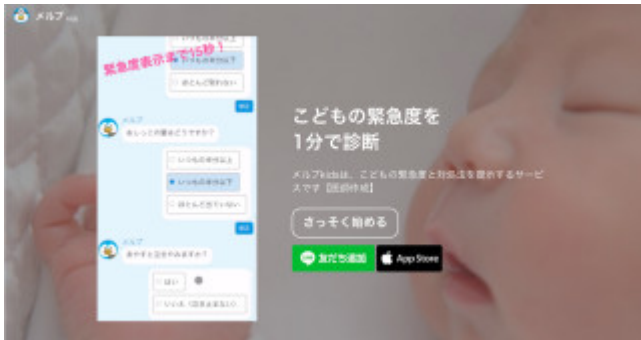 メルプ
緊急度表示まで15秒！
いつもの半分以下
ほとんど取れない
メルプ
おしっこの量はどうですか？
いつもの半分以上
いつもの半分以下
ほとんど出ていない
メルプ
あやすと泣きやみますか？
はい
こどもの緊急度を
1分で診断
メルプkidsは、こどもの緊急度と対処法を提示するサービ
スです【医師作成】
さっそく始める
友だち追加
App Store